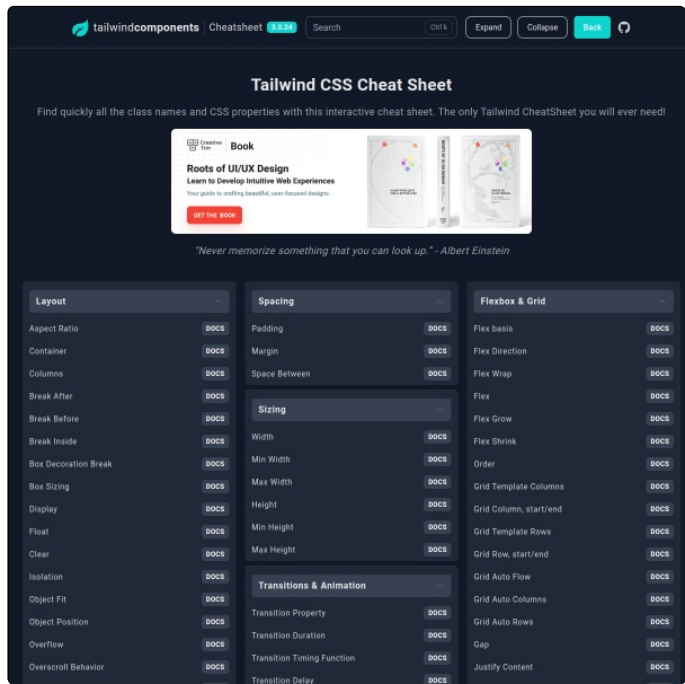 tailwindcomponents Cheatsheet 3.0.24 Search Ctrl k Expand Collapse Back
Tailwind CSS Cheat Sheet
Find quickly all the class names and CSS properties with this interactive cheat sheet. The only Tailwind CheatSheet you will ever need!
Creative Tim Book
Roots of UI/UX Design
Learn to Develop Intuitive Web Experiences
Your guide to crafting beautiful, user-focused designs.
GET THE BOOK
"Never memorize something that you can look up." - Albert Einstein
Layout
Aspect Ratio DOCS
Container DOCS
Columns DOCS
Break After DOCS
Break Before DOCS
Break Inside DOCS
Box Decoration Break DOCS
Box Sizing DOCS
Display DOCS
Float DOCS
Clear DOCS
Isolation DOCS
Object Fit DOCS
Object Position DOCS
Overflow DOCS
Overscroll Behavior DOCS
Spacing
Padding DOCS
Margin DOCS
Space Between DOCS
Sizing
Width DOCS
Min Width DOCS
Max Width DOCS
Height DOCS
Min Height DOCS
Max Height DOCS
Transitions & Animation
Transition Property DOCS
Transition Duration DOCS
Transition Timing Function DOCS
Transition Delay DOCS
Flexbox & Grid
Flex basis DOCS
Flex Direction DOCS
Flex Wrap DOCS
Flex DOCS
Flex Grow DOCS
Flex Shrink DOCS
Order DOCS
Grid Template Columns DOCS
Grid Column, start/end DOCS
Grid Template Rows DOCS
Grid Row, start/end DOCS
Grid Auto Flow DOCS
Grid Auto Columns DOCS
Grid Auto Rows DOCS
Gap DOCS
Justify Content DOCS